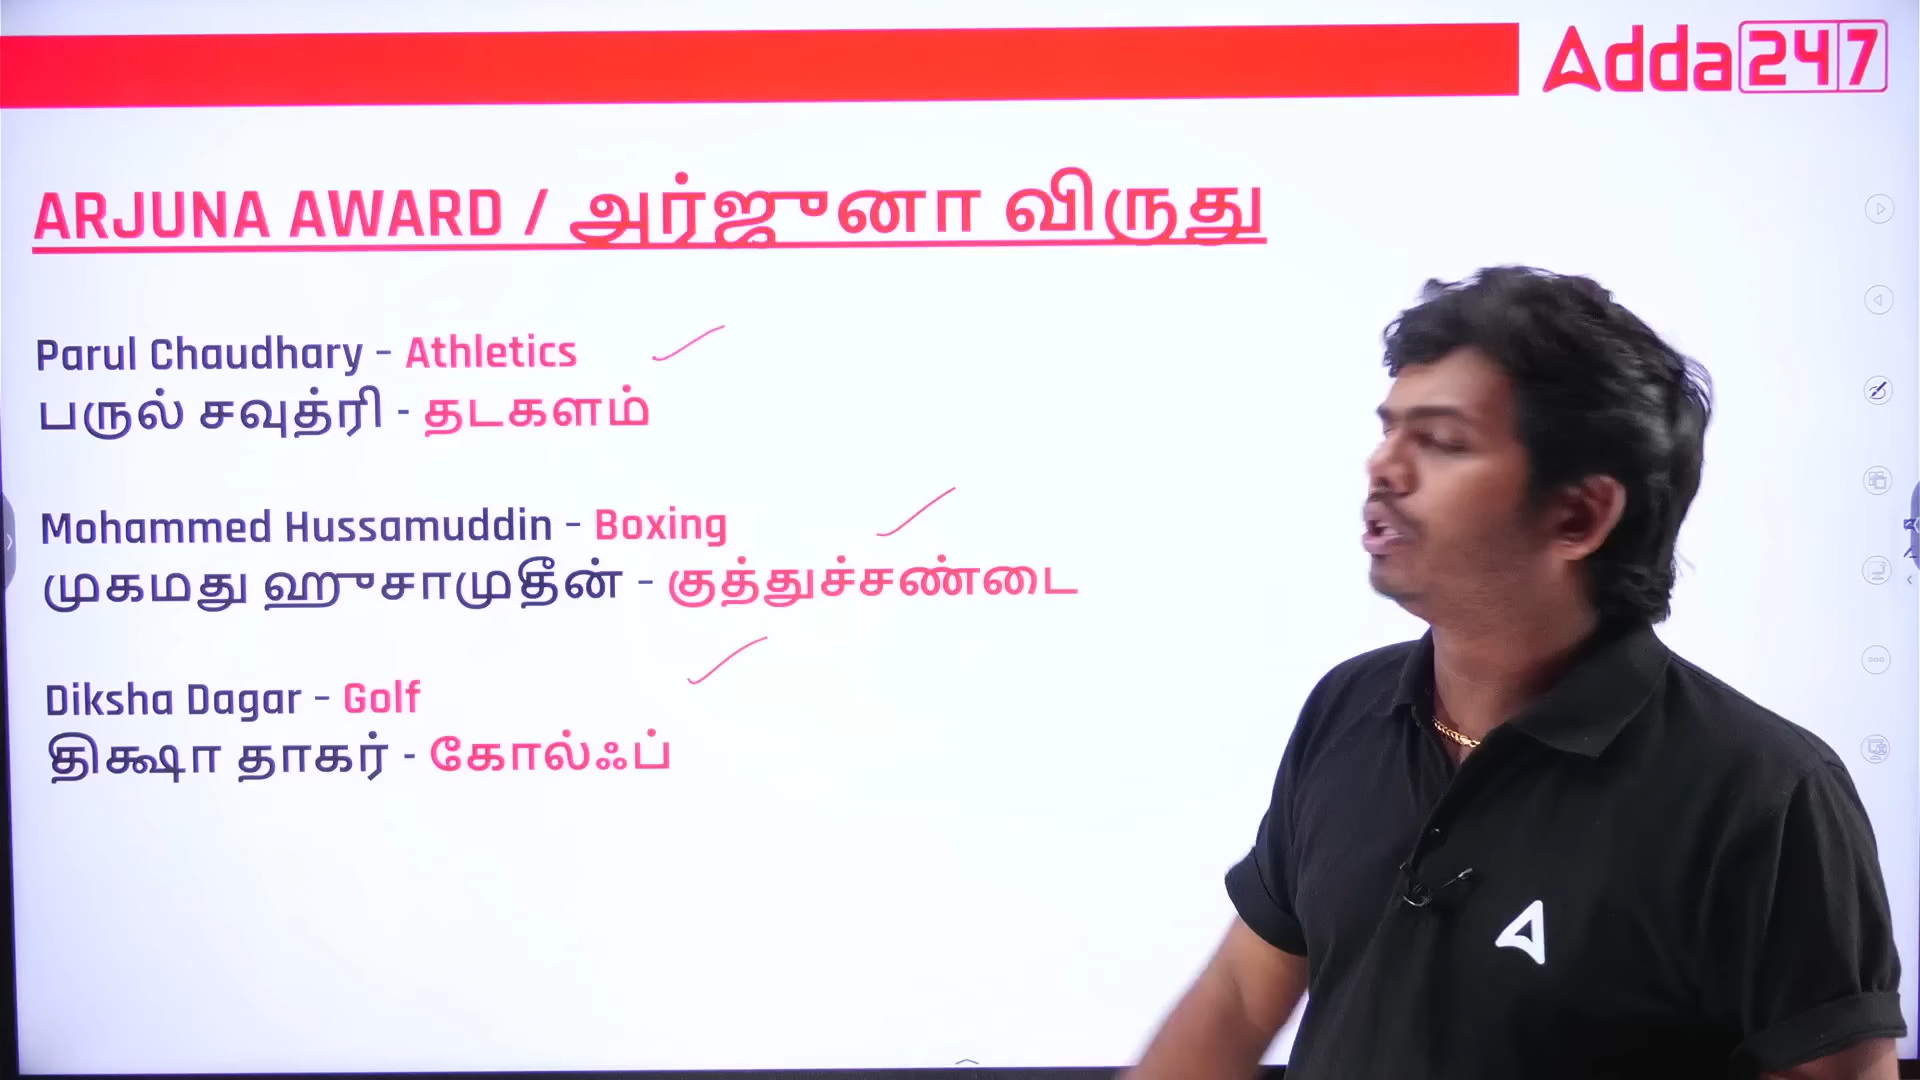 Adda247
ARJUNA AWARD / அர்ஜுனா விருது
Parul Chaudhary - Athletics
பருல் சவுத்ரி - தடகளம்
Mohammed Hussamuddin - Boxing
முகமது ஹுசாமுதீன் - குத்துச்சண்டை
Diksha Dagar - Golf
திக்ஷா தாகர் - கோல்ஃப்